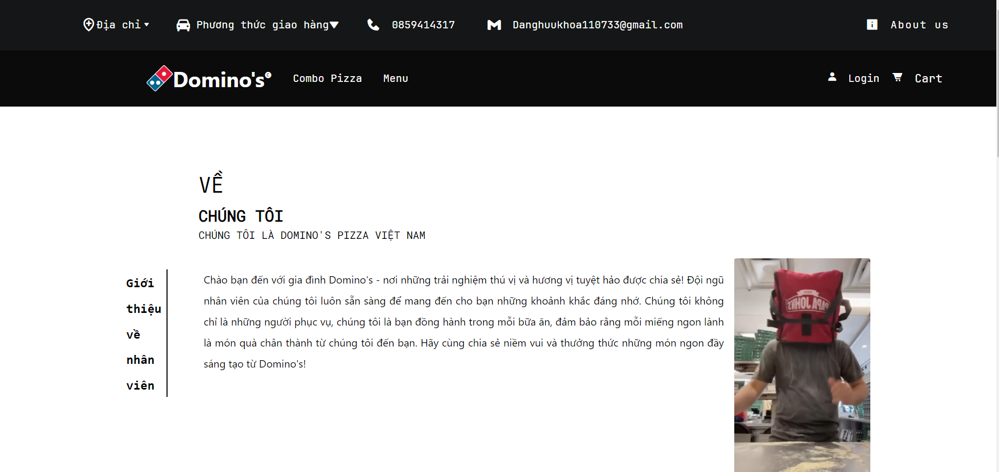 Địa chỉ
Phương thức giao hàng
0859414317
Danghuukhoa110733@gmail.com
About us
Domino's©
Combo Pizza
Menu
Login
Cart
VỀ
CHÚNG TÔI
CHÚNG TÔI LÀ DOMINO'S PIZZA VIỆT NAM
Giới
thiệu
về
nhân
viên
Chào bạn đến với gia đình Domino's - nơi những trải nghiệm thú vị và hương vị tuyệt hảo được chia sẻ! Đội ngũ
nhân viên của chúng tôi luôn sẵn sàng để mang đến cho bạn những khoảnh khắc đáng nhớ. Chúng tôi không
chỉ là những người phục vụ, chúng tôi là bạn đồng hành trong mỗi bữa ăn, đảm bảo rằng mỗi miếng ngon lành
là món quà chân thành từ chúng tôi đến bạn. Hãy cùng chia sẻ niềm vui và thưởng thức những món ngon đầy
sáng tạo từ Domino's!
PIZZA
PAPA JOHNS